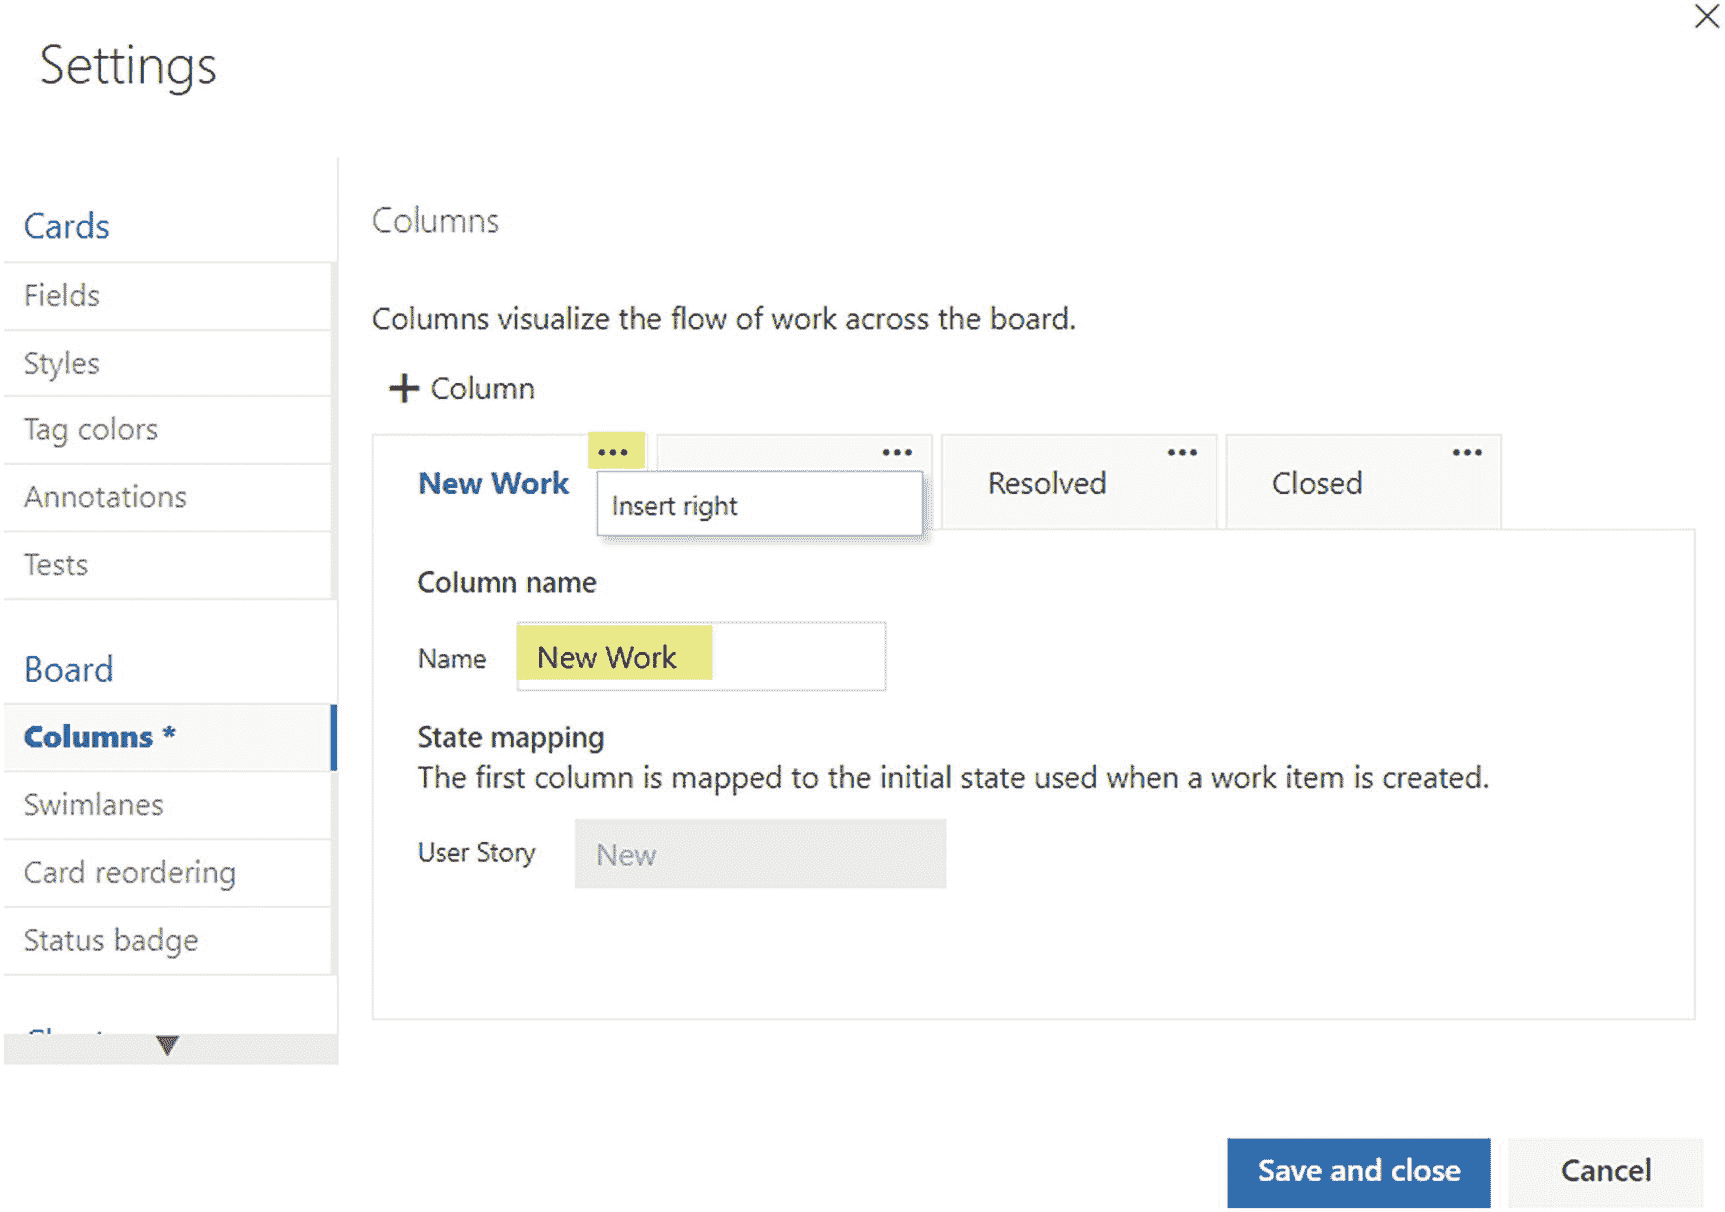 Settings
Cards
Fields
Styles
Tag colors
Annotations
Tests
Board
Columns *
Swimlanes
Card reordering
Status badge
Columns
Columns visualize the flow of work across the board.
+ Column
New Work
•••
•••
Resolved
•••
Closed
•••
Insert right
Column name
Name New Work
State mapping
The first column is mapped to the initial state used when a work item is created.
User Story New
Save and close
Cancel